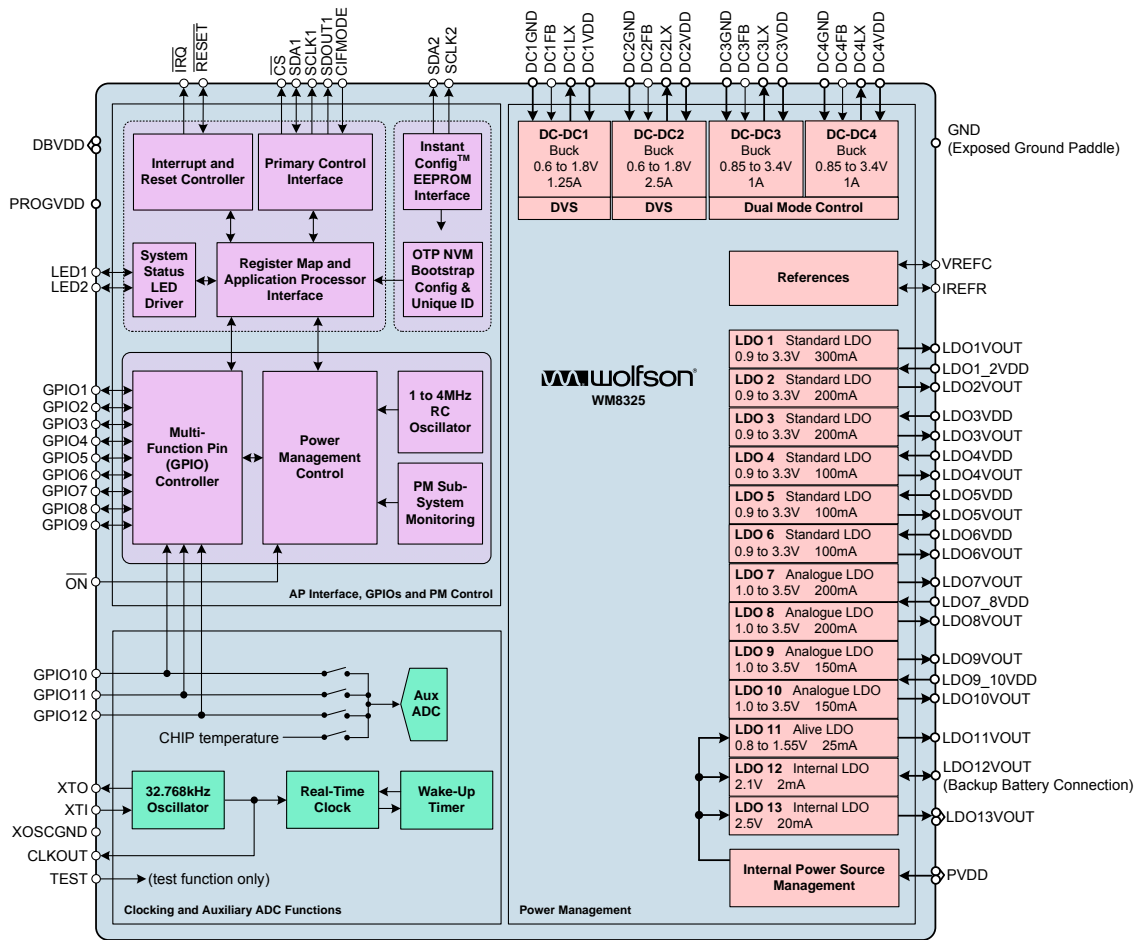 IRQ
RESET
CS
SDA1
SCLK1
SDOUT1
CIFMODE
SDA2
SCLK2
DC1GND
DC1FB
DC1LX
DC1VDD
DC2GND
DC2FB
DC2LX
DC2VDD
DC3GND
DC3FB
DC3LX
DC3VDD
DC4GND
DC4FB
DC4LX
DC4VDD
DBVDD
PROGVDD
LED1
LED2
GPIO1
GPIO2
GPIO3
GPIO4
GPIO5
GPIO6
GPIO7
GPIO8
GPIO9
ON
GPIO10
GPIO11
GPIO12
XTO
XTI
XOSCGND
CLKOUT
TEST
Interrupt and
Reset Controller
Primary Control
Interface
Instant
Config™
EEPROM
Interface
System
Status
LED
Driver
Register Map and
Application Processor
Interface
OTP NVM
Bootstrap
Config &
Unique ID
Multi-
Function Pin
(GPIO)
Controller
Power
Management
Control
1 to 4MHz
RC
Oscillator
PM Sub-
System
Monitoring
AP Interface, GPIOs and PM Control
CHIP temperature
Aux
ADC
32.768kHz
Oscillator
Real-Time
Clock
Wake-Up
Timer
(test function only)
Clocking and Auxiliary ADC Functions
DC-DC1
Buck
0.6 to 1.8V
1.25A
DVS
DC-DC2
Buck
0.6 to 1.8V
2.5A
DVS
DC-DC3
Buck
0.85 to 3.4V
1A
DC-DC4
Buck
0.85 to 3.4V
1A
Dual Mode Control
References
wolfson®
WM8325
LDO 1 Standard LDO
0.9 to 3.3V 300mA
LDO 2 Standard LDO
0.9 to 3.3V 200mA
LDO 3 Standard LDO
0.9 to 3.3V 200mA
LDO 4 Standard LDO
0.9 to 3.3V 100mA
LDO 5 Standard LDO
0.9 to 3.3V 100mA
LDO 6 Standard LDO
0.9 to 3.3V 100mA
LDO 7 Analogue LDO
1.0 to 3.5V 200mA
LDO 8 Analogue LDO
1.0 to 3.5V 200mA
LDO 9 Analogue LDO
1.0 to 3.5V 150mA
LDO 10 Analogue LDO
1.0 to 3.5V 150mA
LDO 11 Alive LDO
0.8 to 1.55V 25mA
LDO 12 Internal LDO
2.1V 2mA
LDO 13 Internal LDO
2.5V 20mA
Internal Power Source
Management
Power Management
GND
(Exposed Ground Paddle)
VREFC
IREFR
LDO1VOUT
LDO1_2VDD
LDO2VOUT
LDO3VDD
LDO3VOUT
LDO4VDD
LDO4VOUT
LDO5VDD
LDO5VOUT
LDO6VDD
LDO6VOUT
LDO7VOUT
LDO7_8VDD
LDO8VOUT
LDO9VOUT
LDO9_10VDD
LDO10VOUT
LDO11VOUT
LDO12VOUT
(Backup Battery Connection)
LDO13VOUT
PVDD